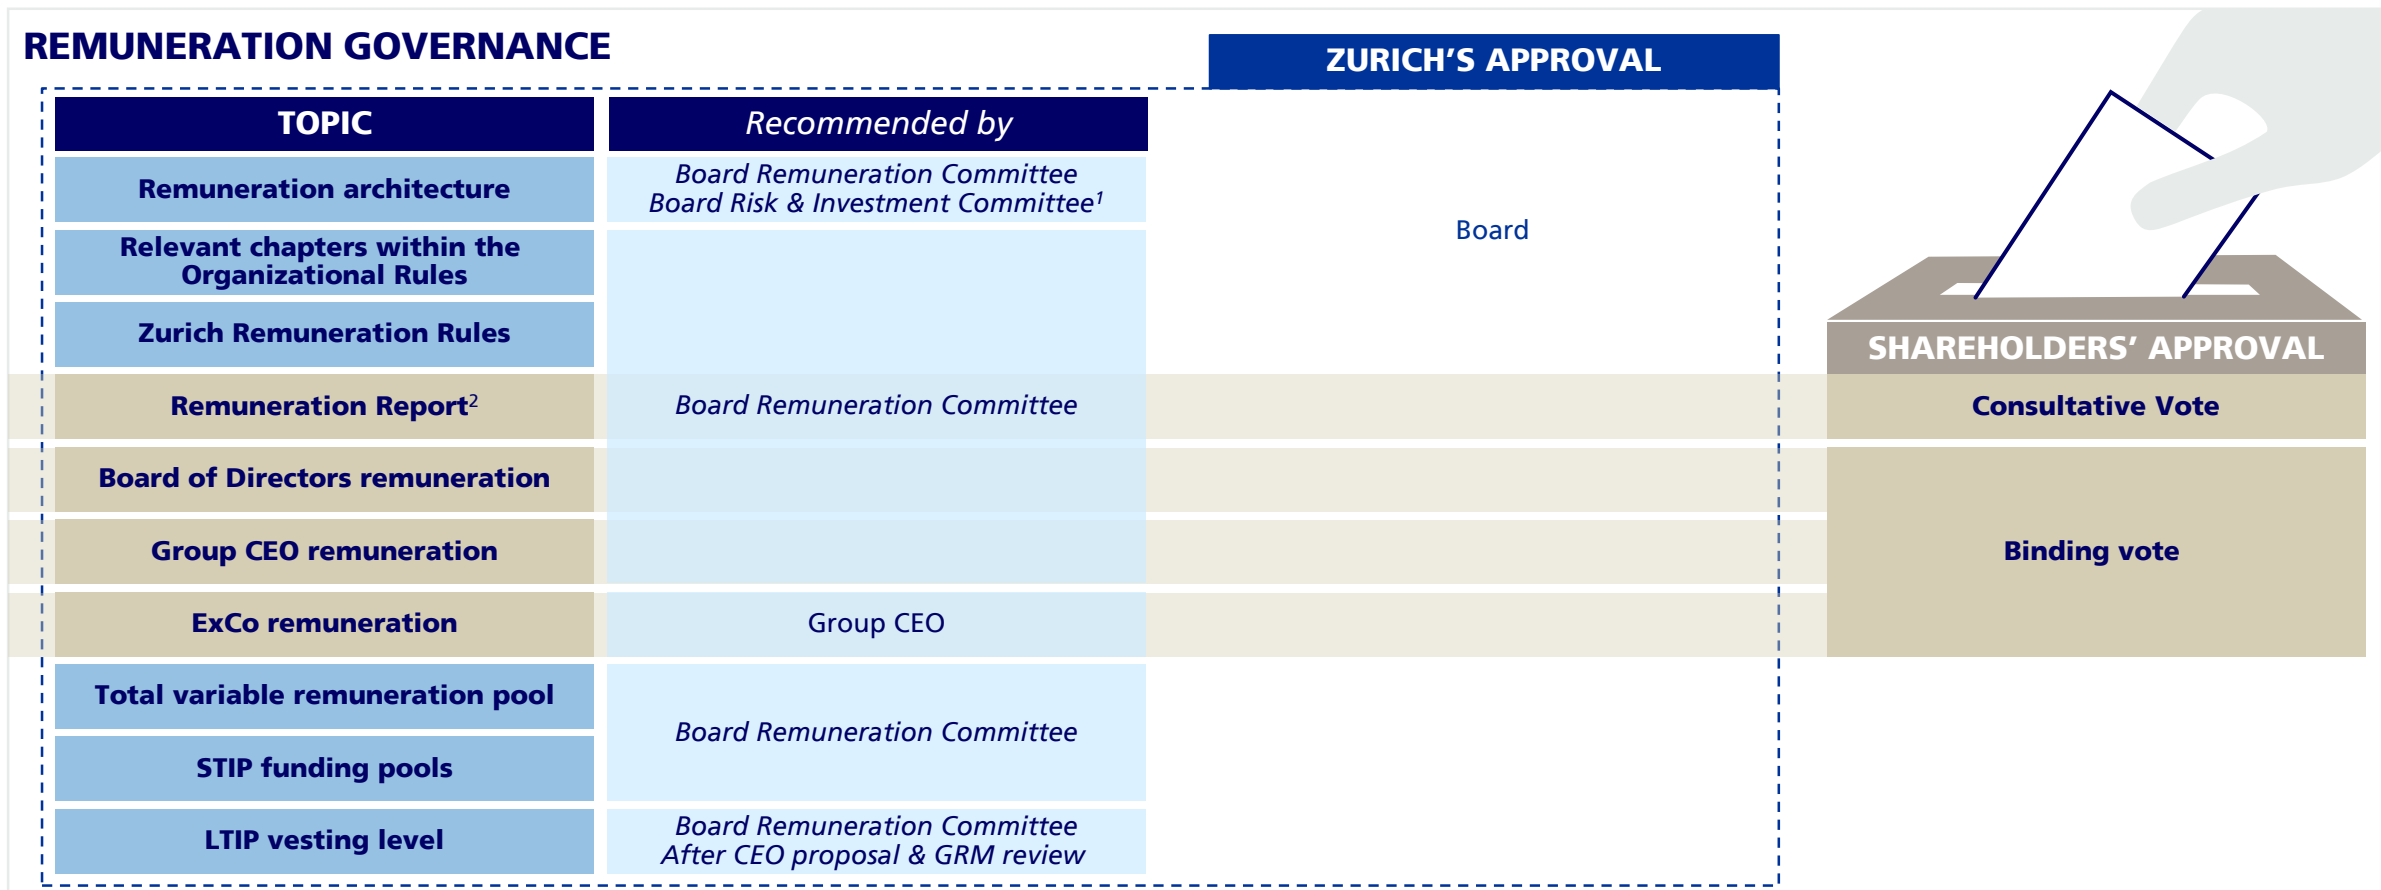 REMUNERATION GOVERNANCE
ZURICH'S APPROVAL
TOPIC
Recommended by
Remuneration architecture
Board Remuneration Committee
Board Risk & Investment Committee¹
Board
Relevant chapters within the
Organizational Rules
Zurich Remuneration Rules
SHAREHOLDERS' APPROVAL
Remuneration Report²
Board Remuneration Committee
Consultative Vote
Board of Directors remuneration
Group CEO remuneration
Binding vote
ExCo remuneration
Group CEO
Total variable remuneration pool
Board Remuneration Committee
STIP funding pools
LTIP vesting level
Board Remuneration Committee
After CEO proposal & GRM review